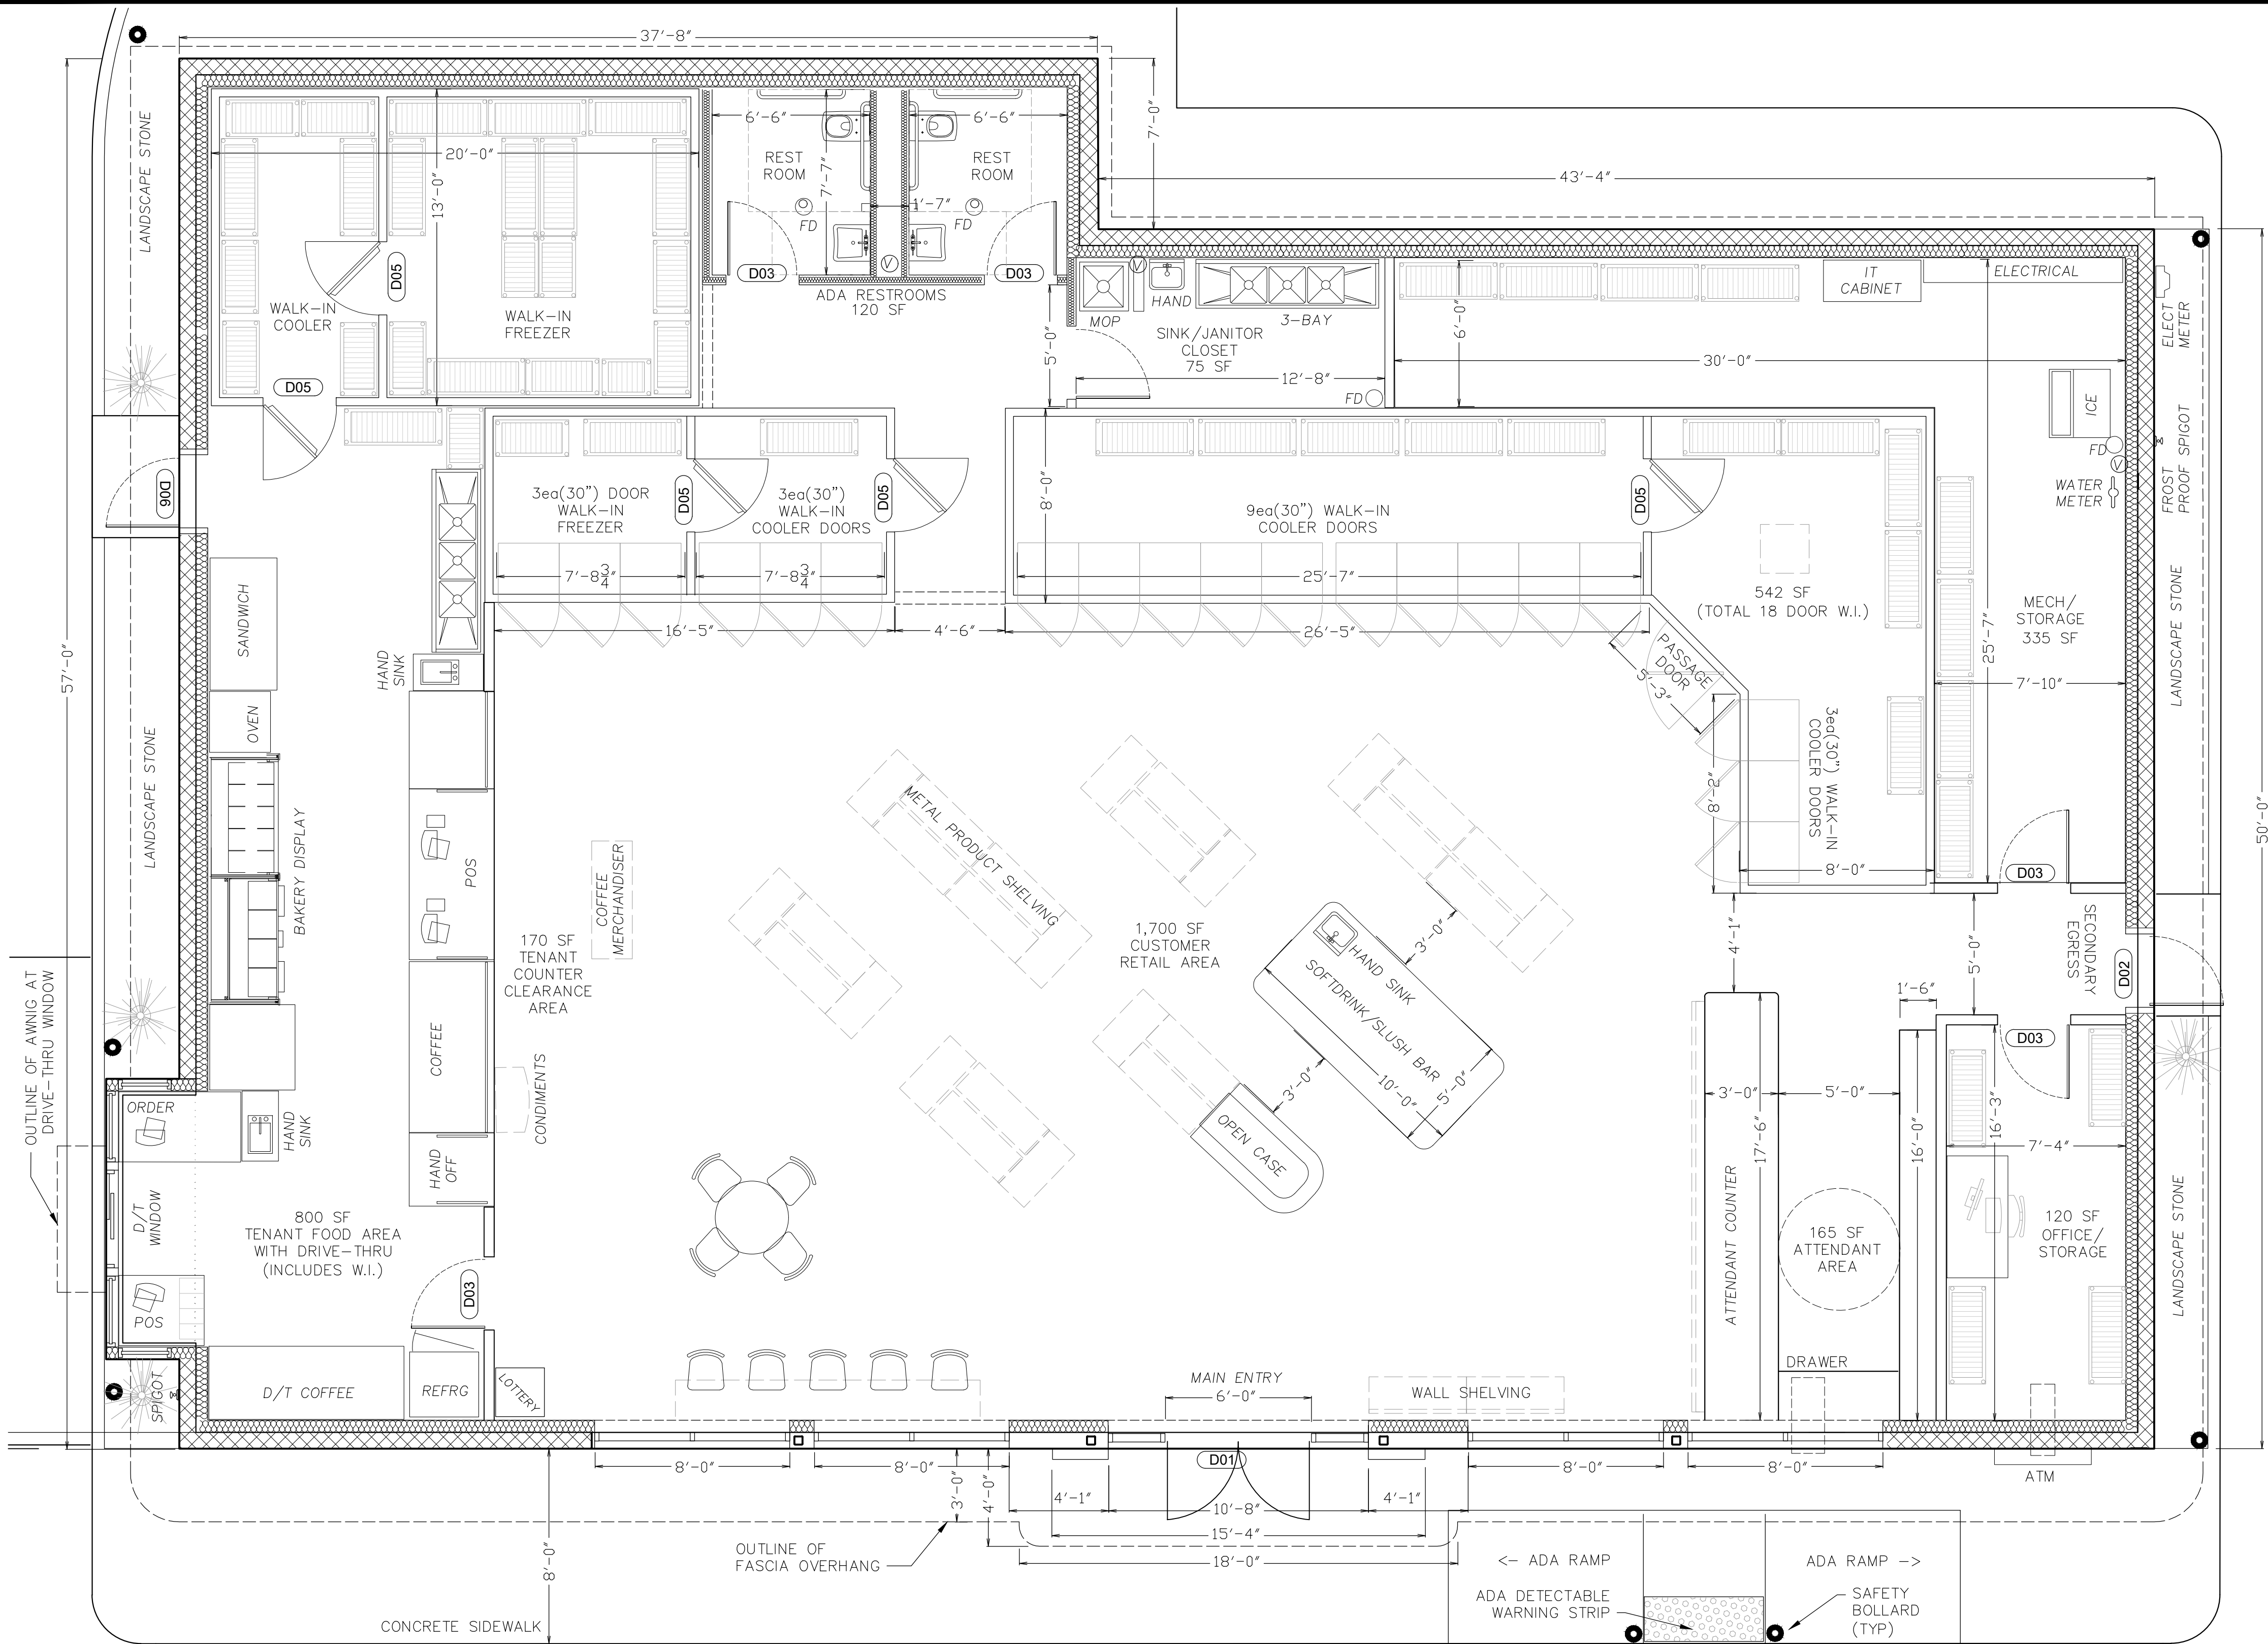 37'-8"
LANDSCAPE STONE
7'-0"
6'-6"
6'-6"
20'-0"
REST
ROOM
REST
ROOM
7'-7"
43'-4"
13'-0"
1'-7"
FD
FD
D05
D03
D03
V
V
ADA RESTROOMS
120 SF
WALK-IN
COOLER
WALK-IN
FREEZER
D05
MOP
HAND
3-BAY
SINK/JANITOR
CLOSET
75 SF
5'-0"
12'-8"
FD
6'-0"
30'-0"
IT
CABINET
ELECTRICAL
ELECT
METER
ICE
FD
V
WATER
METER
FROST
PROOF SPIGOT
D06
3ea(30") DOOR
WALK-IN
FREEZER
D05
3ea(30")
WALK-IN
COOLER DOORS
D05
8'-0"
9ea(30") WALK-IN
COOLER DOORS
D05
7'-8 3/4"
7'-8 3/4"
25'-7"
542 SF
(TOTAL 18 DOOR W.I.)
MECH/
STORAGE
335 SF
16'-5"
4'-6"
26'-5"
25'-7"
7'-10"
PASSAGE
DOOR
5'-3"
8'-2"
3ea(30") WALK-IN
COOLER DOORS
8'-0"
LANDSCAPE STONE
57'-0"
50'-0"
SANDWICH
HAND
SINK
OVEN
LANDSCAPE STONE
BAKERY DISPLAY
POS
COFFEE
MERCHANDISER
METAL PRODUCT SHELVING
170 SF
TENANT
COUNTER
CLEARANCE
AREA
1,700 SF
CUSTOMER
RETAIL AREA
3'-0"
HAND SINK
SOFTDRINK/SLUSH BAR
10'-0"
5'-0"
3'-0"
OPEN CASE
D03
4'-1"
5'-0"
SECONDARY
EGRESS
D02
1'-6"
D03
OUTLINE OF AWNIG AT
DRIVE-THRU WINDOW
COFFEE
CONDIMENTS
ORDER
HAND
SINK
HAND
OFF
D/T
WINDOW
800 SF
TENANT FOOD AREA
WITH DRIVE-THRU
(INCLUDES W.I.)
POS
D03
D/T COFFEE
REFRG
LOTTERY
SPIGOT
3'-0"
5'-0"
17'-6"
16'-0"
16'-3"
7'-4"
ATTENDANT COUNTER
165 SF
ATTENDANT
AREA
120 SF
OFFICE/
STORAGE
LANDSCAPE STONE
DRAWER
MAIN ENTRY
6'-0"
WALL SHELVING
8'-0"
8'-0"
D01
8'-0"
8'-0"
ATM
3'-0"
4'-0"
4'-1"
10'-8"
4'-1"
15'-4"
18'-0"
8'-0"
OUTLINE OF
FASCIA OVERHANG
<- ADA RAMP
ADA RAMP ->
ADA DETECTABLE
WARNING STRIP
SAFETY
BOLLARD
(TYP)
CONCRETE SIDEWALK